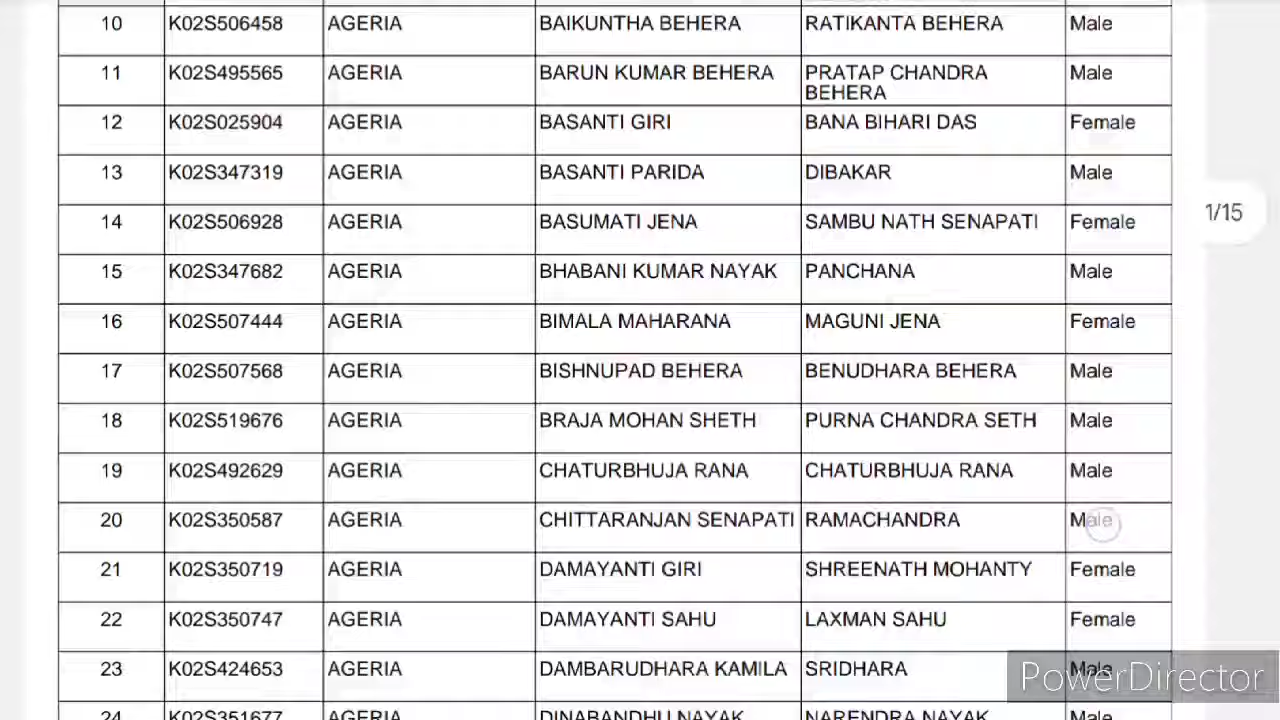 10 K02S506458 AGERIA BAIKUNTHA BEHERA RATIKANTA BEHERA Male
11 K02S495565 AGERIA BARUN KUMAR BEHERA PRATAP CHANDRA BEHERA Male
12 K02S025904 AGERIA BASANTI GIRI BANA BIHARI DAS Female
13 K02S347319 AGERIA BASANTI PARIDA DIBAKAR Male
14 K02S506928 AGERIA BASUMATI JENA SAMBU NATH SENAPATI Female
1/15
15 K02S347682 AGERIA BHABANI KUMAR NAYAK PANCHANA Male
16 K02S507444 AGERIA BIMALA MAHARANA MAGUNI JENA Female
17 K02S507568 AGERIA BISHNUPAD BEHERA BENUDHARA BEHERA Male
18 K02S519676 AGERIA BRAJA MOHAN SHETH PURNA CHANDRA SETH Male
19 K02S492629 AGERIA CHATURBHUJA RANA CHATURBHUJA RANA Male
20 K02S350587 AGERIA CHITTARANJAN SENAPATI RAMACHANDRA Male
21 K02S350719 AGERIA DAMAYANTI GIRI SHREENATH MOHANTY Female
22 K02S350747 AGERIA DAMAYANTI SAHU LAXMAN SAHU Female
23 K02S424653 AGERIA DAMBARUDHARA KAMILA SRIDHARA Male
PowerDirector
24 K02S351677 AGERIA DINABANDHU NAYAK NARENDRA NAYAK Male